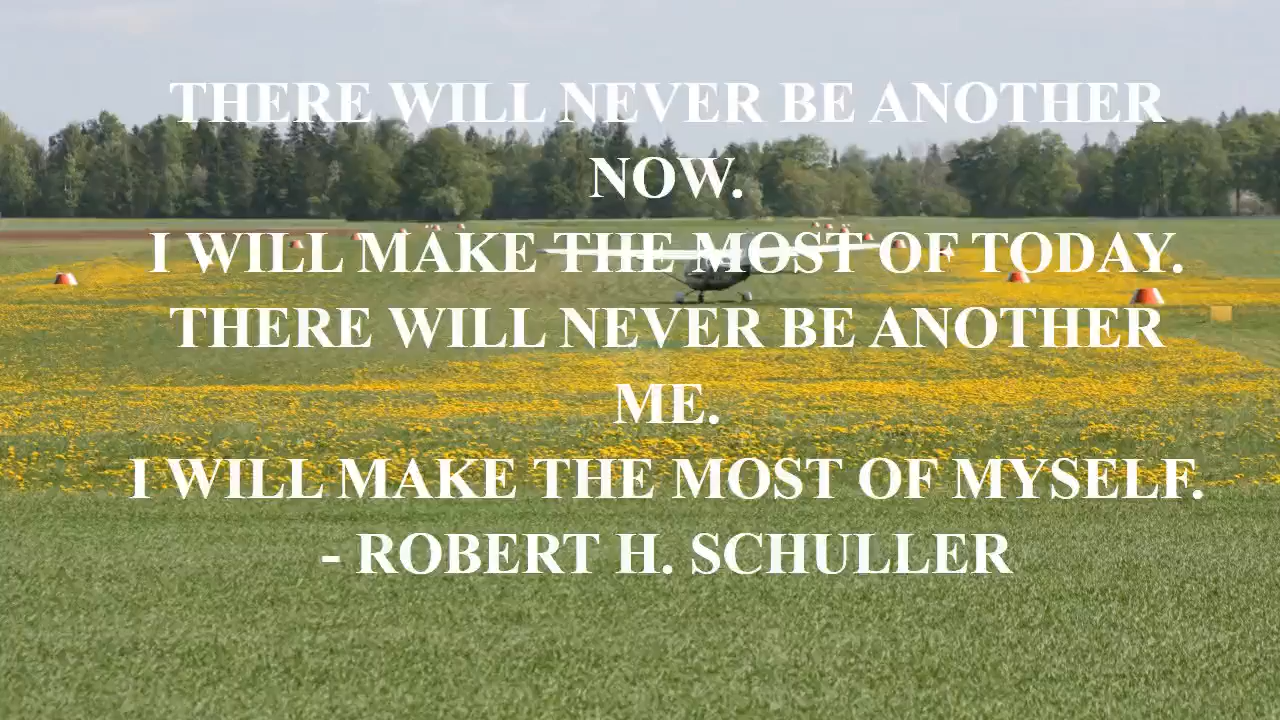 THERE WILL NEVER BE ANOTHER
NOW.
I WILL MAKE THE MOST OF TODAY.
THERE WILL NEVER BE ANOTHER
ME.
I WILL MAKE THE MOST OF MYSELF.
- ROBERT H. SCHULLER